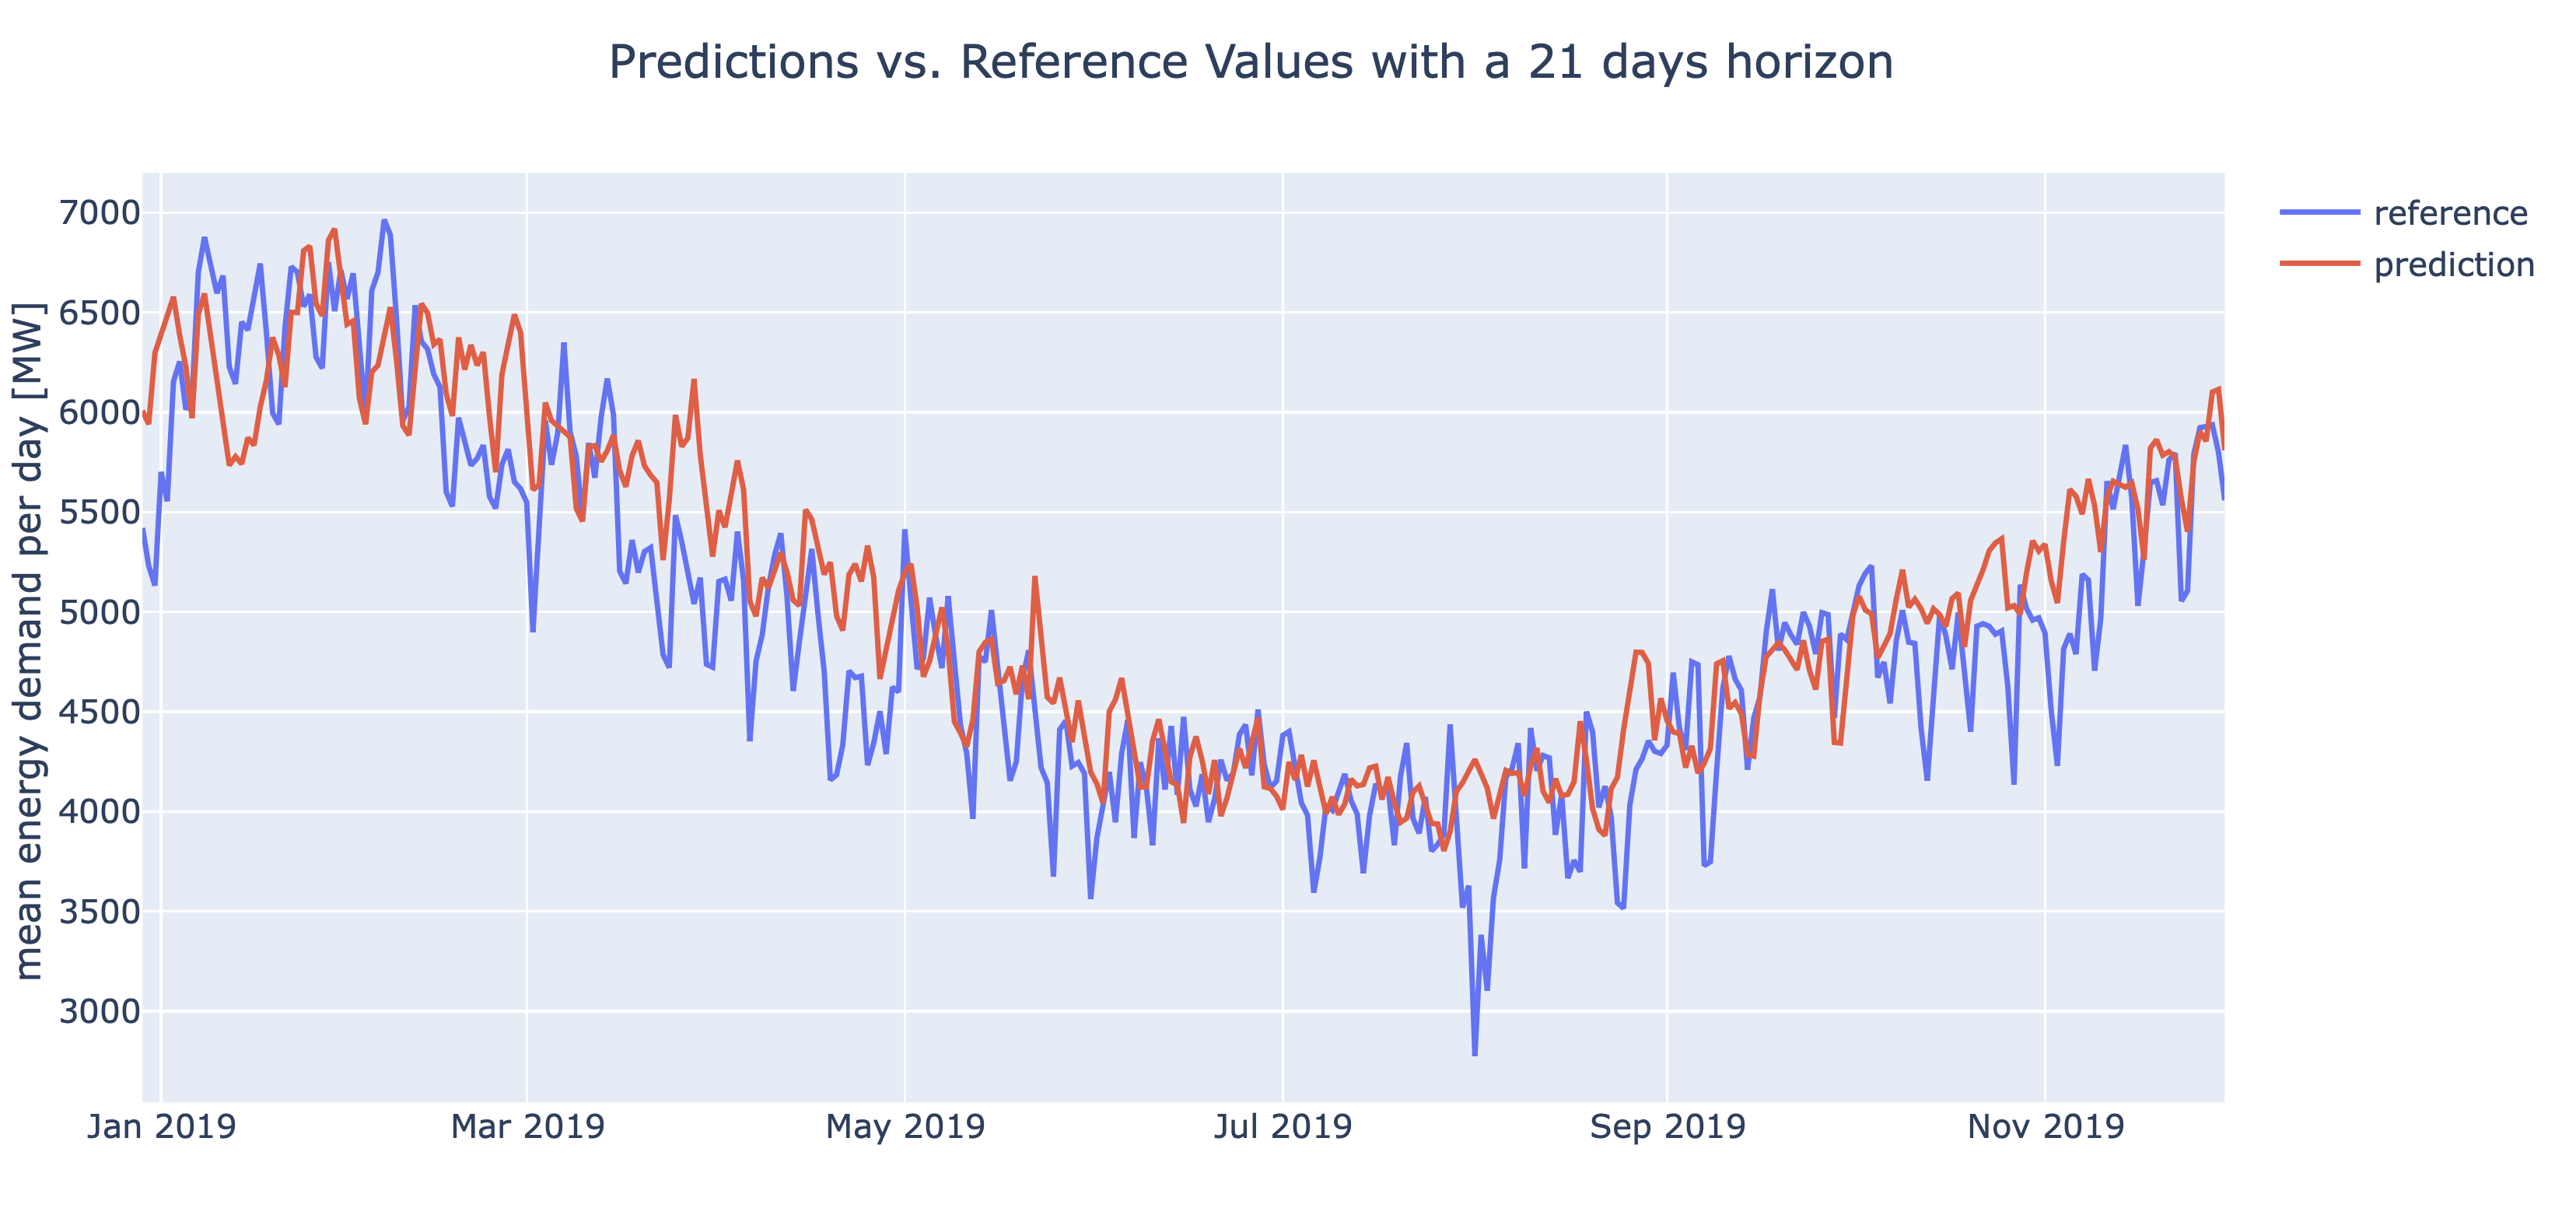 Predictions vs. Reference Values with a 21 days horizon
reference
prediction
mean energy demand per day [MW]
7000
6500
6000
5500
5000
4500
4000
3500
3000
Jan 2019
Mar 2019
May 2019
Jul 2019
Sep 2019
Nov 2019